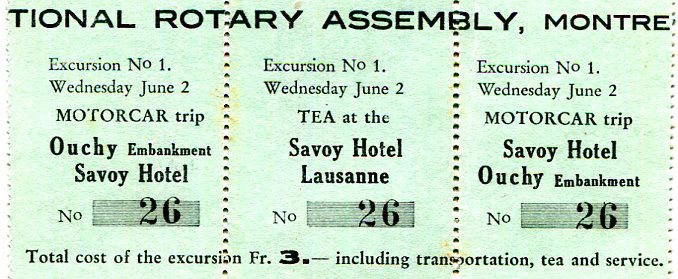 TIONAL ROTARY ASSEMBLY, MONTRE
Excursion No 1.
Wednesday June 2
MOTORCAR trip
Ouchy Embankment
Savoy Hotel
No 26
Excursion No 1.
Wednesday June 2
TEA at the
Savoy Hotel
Lausanne
No 26
Excursion No 1.
Wednesday June 2
MOTORCAR trip
Savoy Hotel
Ouchy Embankment
No 26
Total cost of the excursion Fr. 3.— including transportation, tea and service.